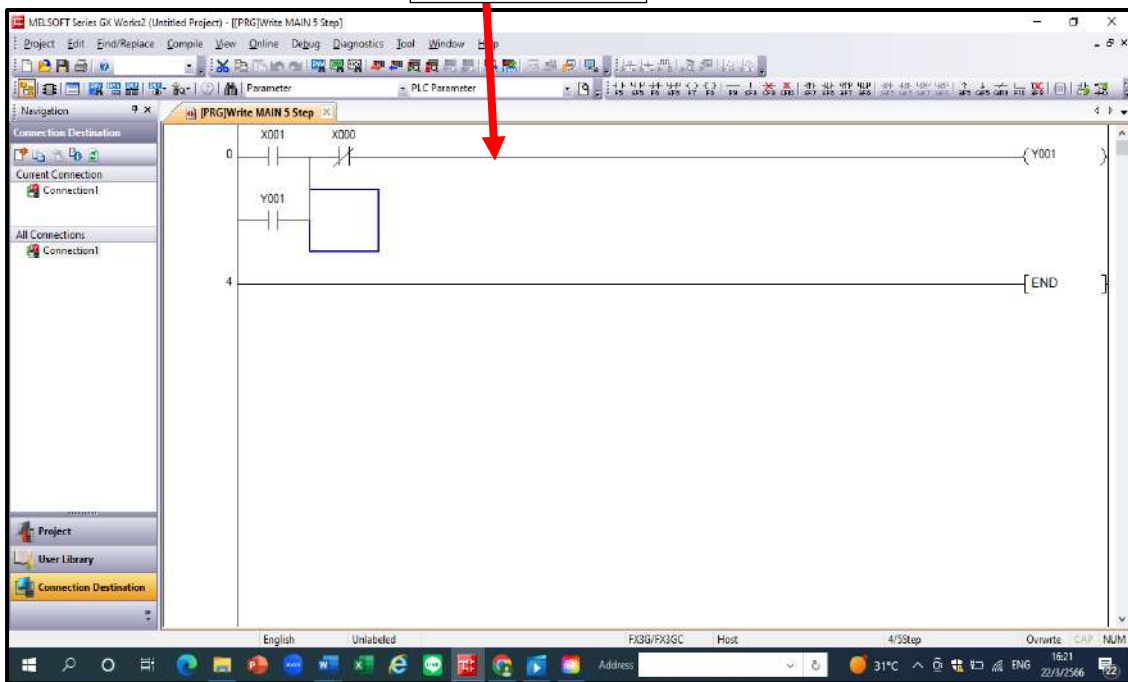 MELSOFT Series GX Works2 (Untitled Project) - [[PRG]Write MAIN 5 Step]
Project Edit Find/Replace Compile View Online Debug Diagnostics Tool Window
Parameter PLC Parameter
Navigation
[PRG]Write MAIN 5 Step
Connection Destination
Current Connection
Connection1
All Connections
Connection1
X001 X000
0 Y001
Y001
4 END
Project
User Library
Connection Destination
English Unlabeled FX3G/FX3GC Host 4/5Step Ovrwrte CAP NUM
Address 31°C ENG 16:21
22/3/2566 22